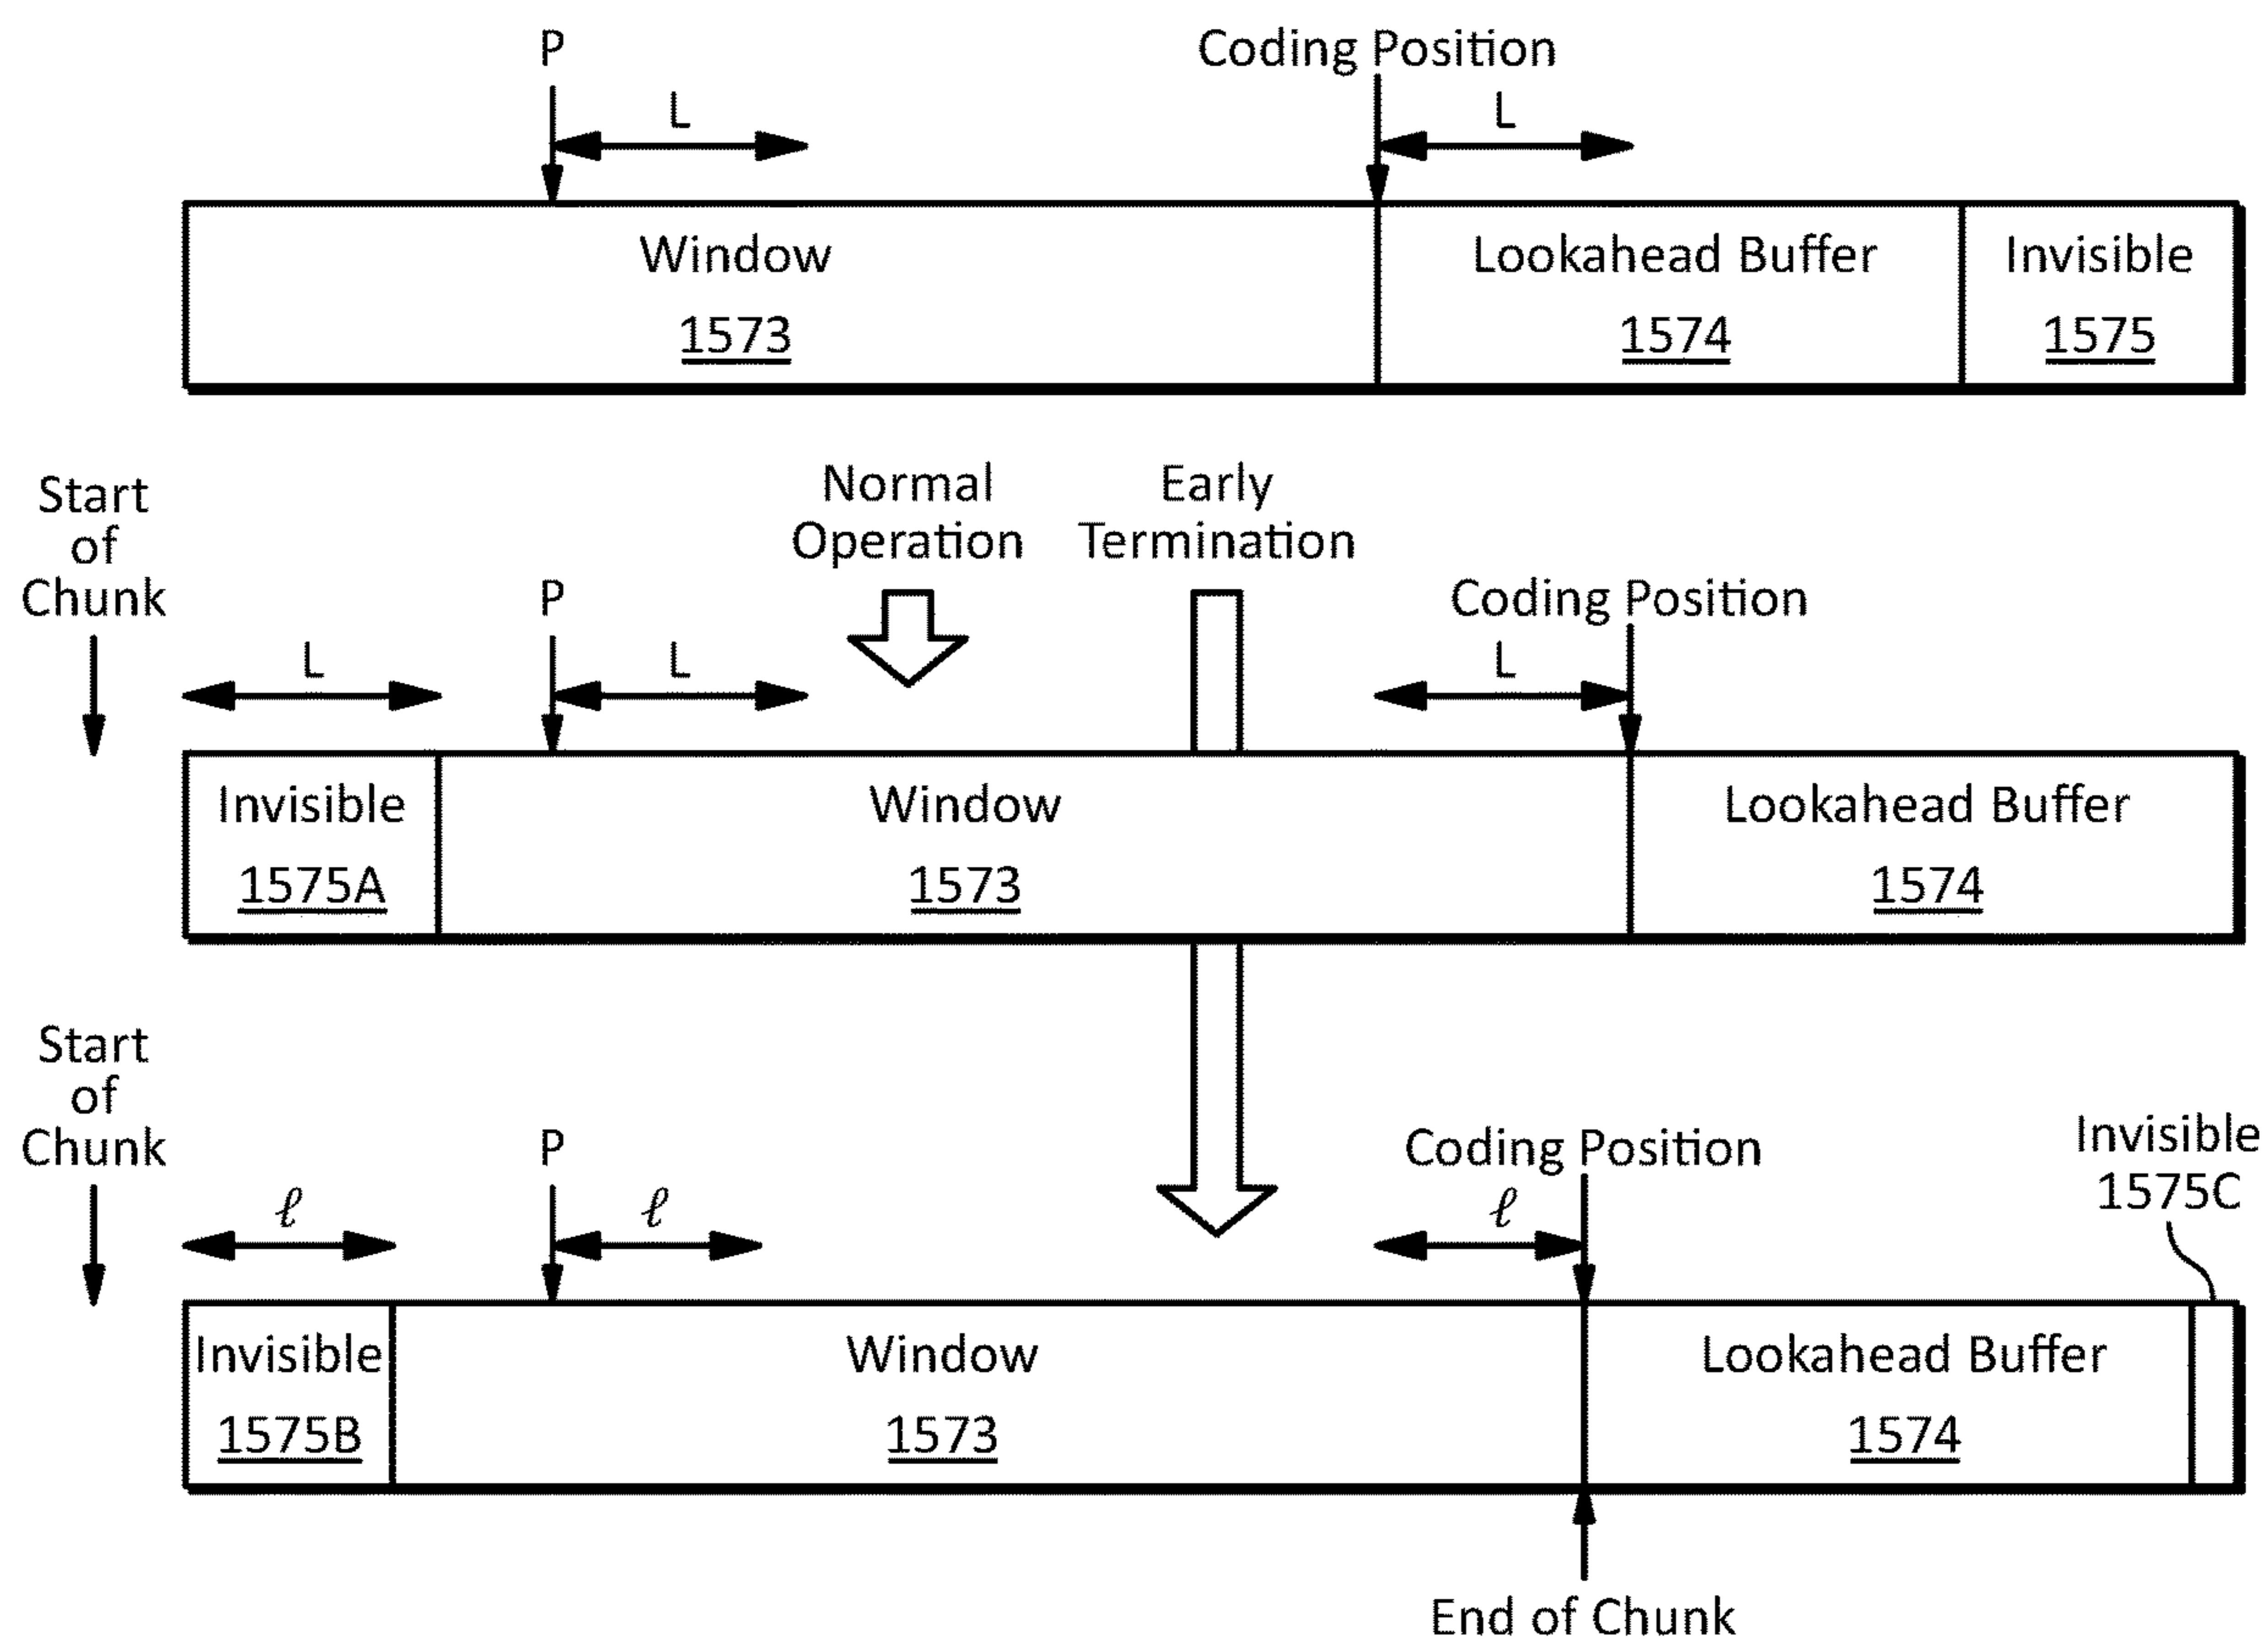 P
Coding Position
L
L
Window
Lookahead Buffer
Invisible
1573
1574
1575
Start
of
Chunk
Normal
Operation
Early
Termination
P
Coding Position
L
L
L
Invisible
Window
Lookahead Buffer
1575A
1573
1574
Start
of
Chunk
P
Coding Position
Invisible
1575C
ℓ
ℓ
ℓ
Invisible
Window
Lookahead Buffer
1575B
1573
1574
End of Chunk